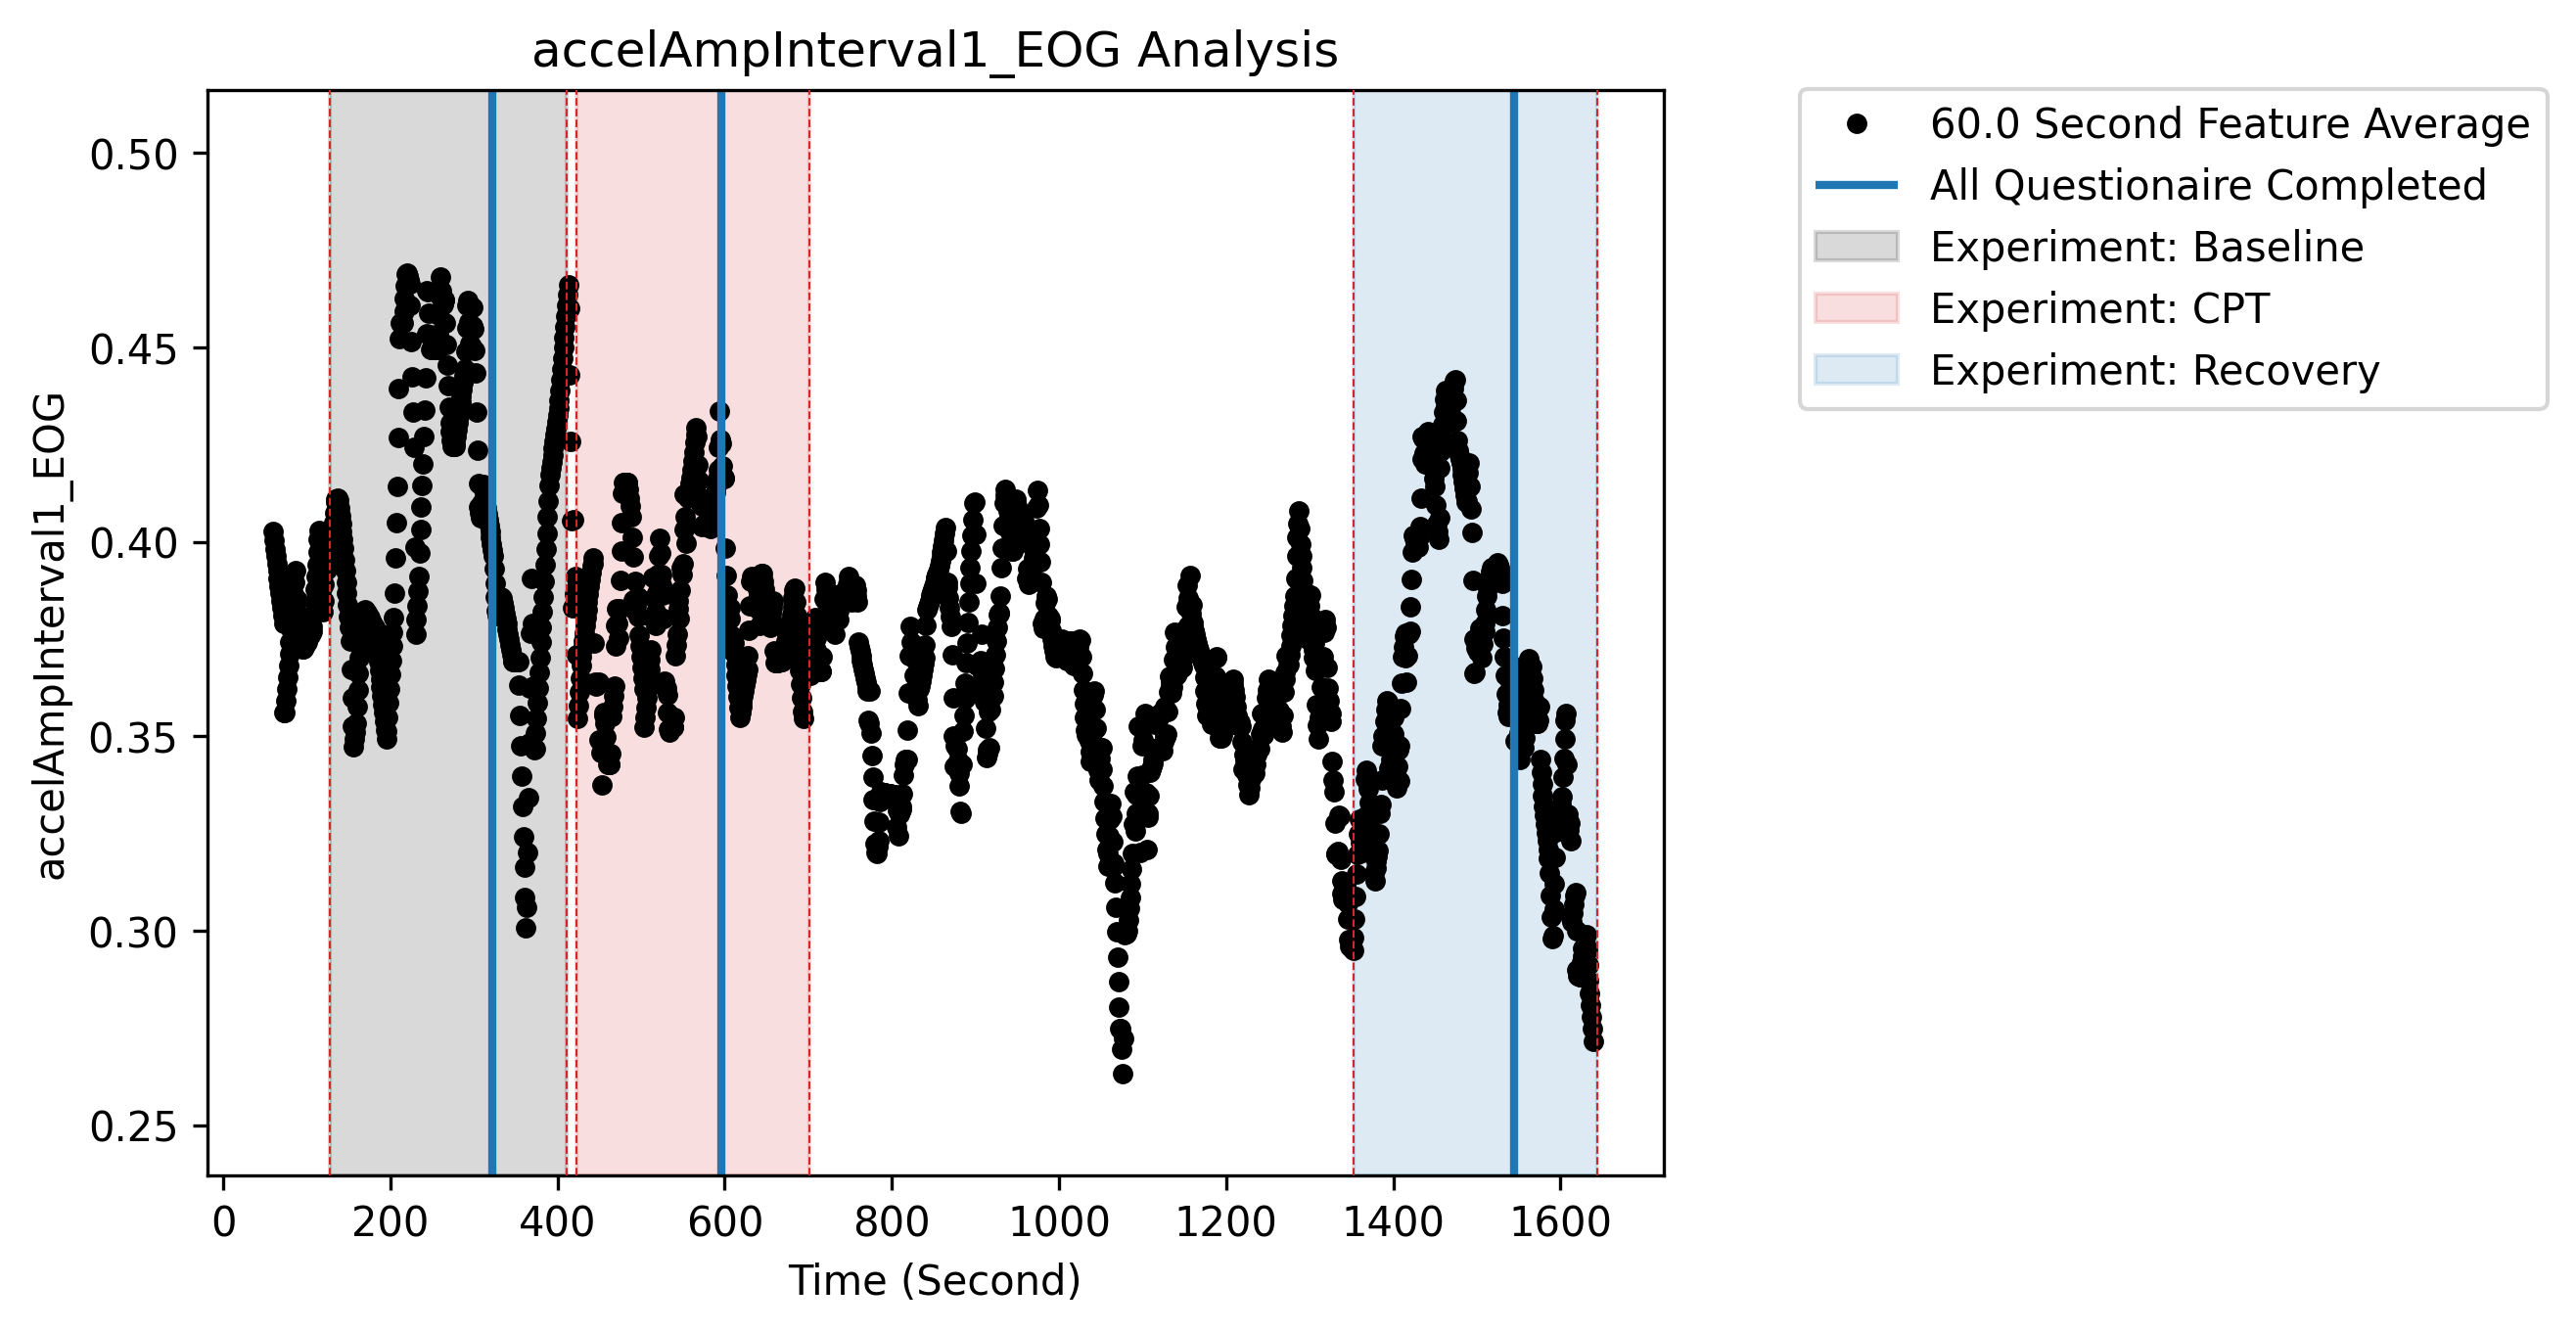 accelAmpInterval1_EOG Analysis
accelAmpInterval1_EOG
0.50
0.45
0.40
0.35
0.30
0.25
0 200 400 600 800 1000 1200 1400 1600
Time (Second)
60.0 Second Feature Average
All Questionaire Completed
Experiment: Baseline
Experiment: CPT
Experiment: Recovery